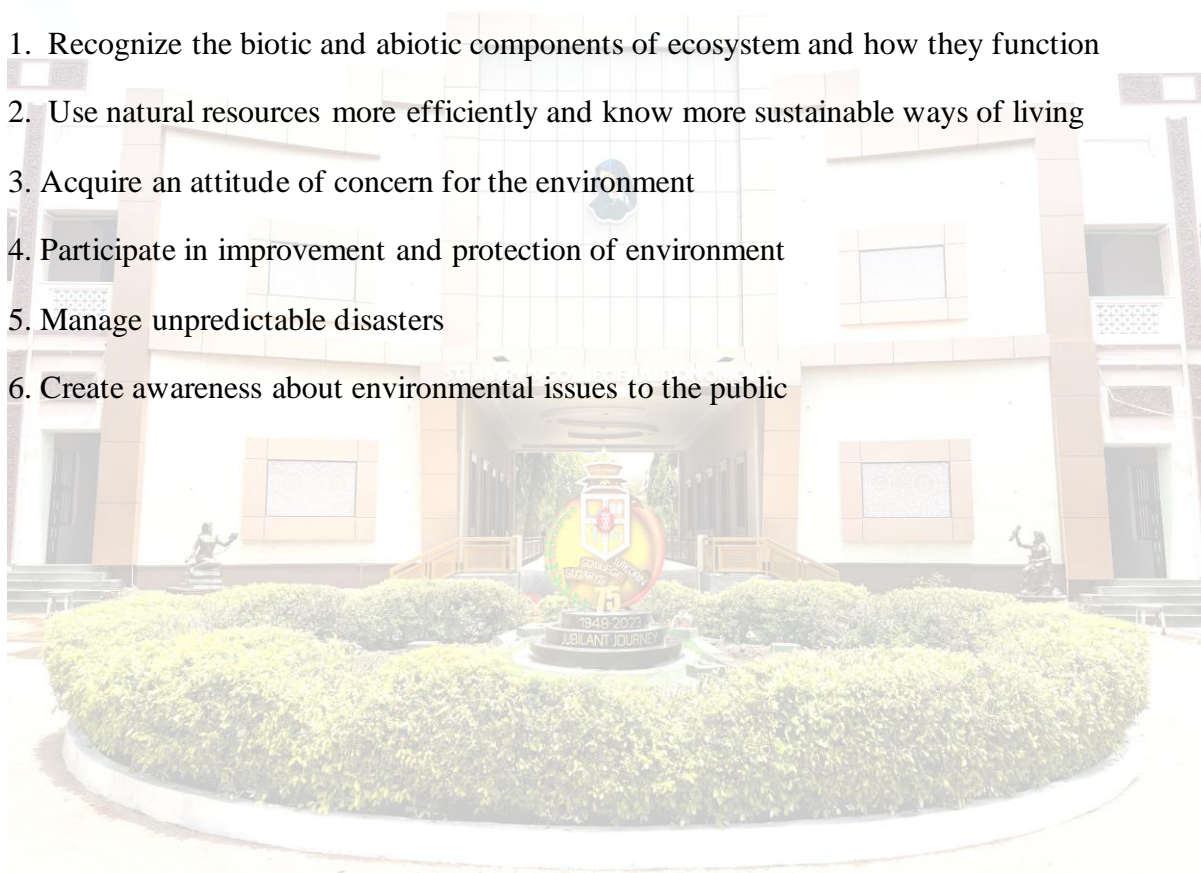 1. Recognize the biotic and abiotic components of ecosystem and how they function
2. Use natural resources more efficiently and know more sustainable ways of living
3. Acquire an attitude of concern for the environment
4. Participate in improvement and protection of environment
5. Manage unpredictable disasters
6. Create awareness about environmental issues to the public
75
JUBILANT JOURNEY